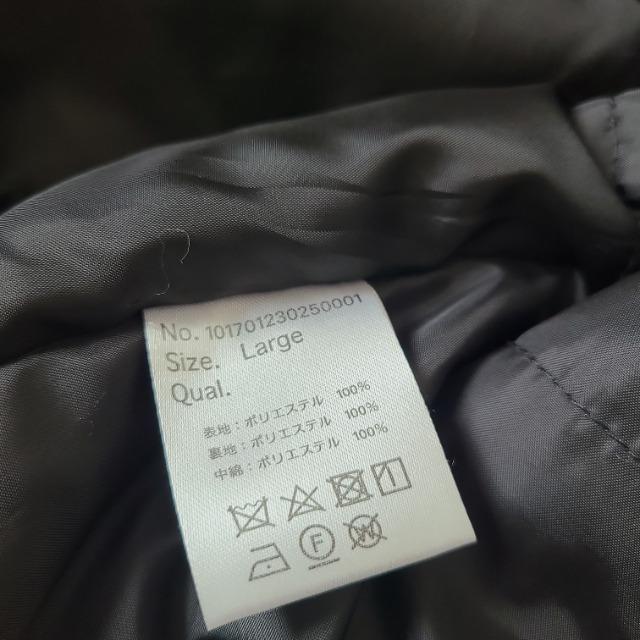 No. 101701230250001
Size. Large
Qual.
表地：ポリエステル 100%
裏地：ポリエステル 100%
中綿：ポリエステル 100%
F W